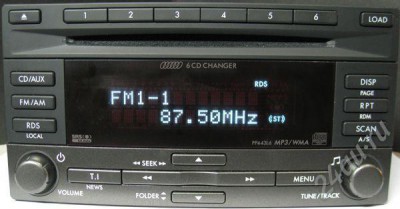 1 2 3 4 5 6 LOAD
6 CD CHANGER
CD/AUX RDS DISP
PAGE
FM1-1
FM/AM RPT
RDM
87.50MHz (ST)
RDS SCAN
LOCAL A/S
MP3/WMA
SEEK
T.I MENU
VOLUME NEWS FOLDER TUNE/TRACK